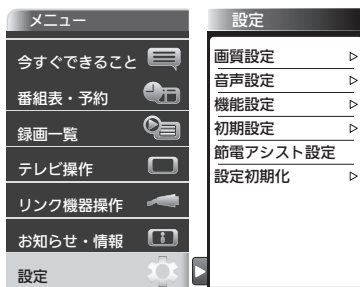 メニュー
今すぐできること
番組表・予約
録画一覧
テレビ操作
リンク機器操作
お知らせ・情報
設定
設定
画質設定
音声設定
機能設定
初期設定
節電アシスト設定
設定初期化